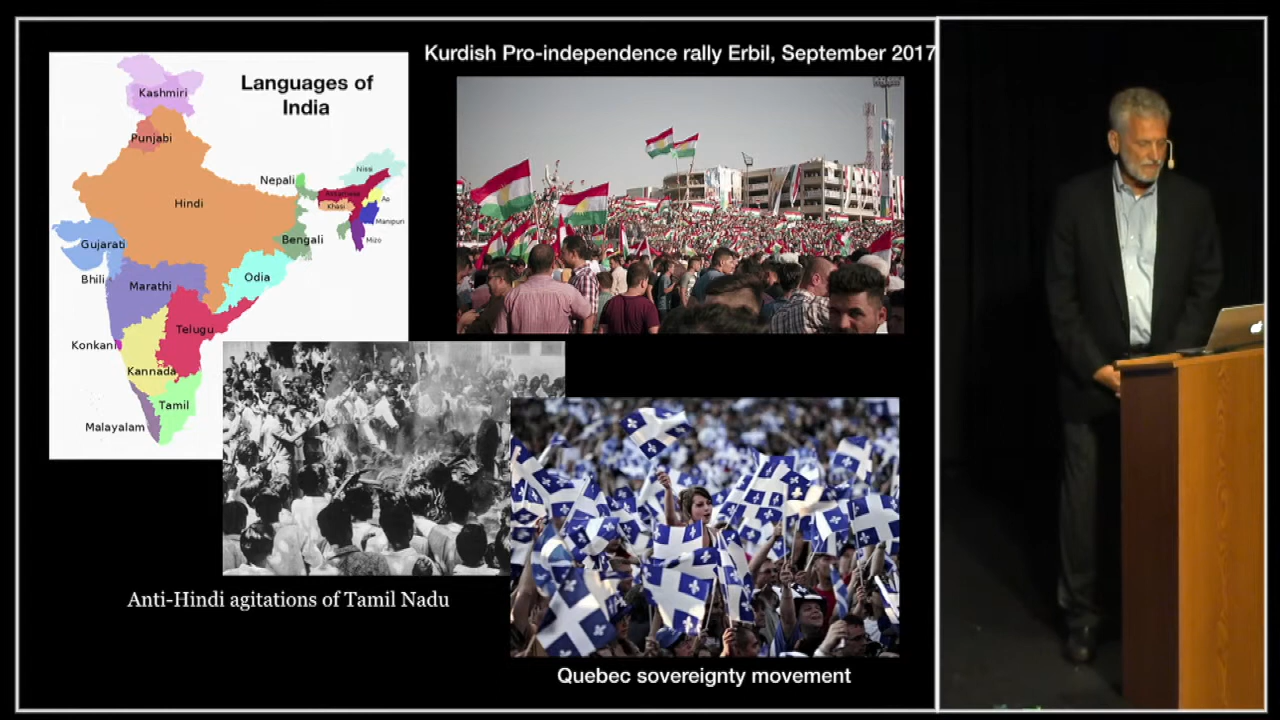 Kurdish Pro-independence rally Erbil, September 2017
Languages of
India
Kashmiri
Punjabi
Nepali
Nissi
Hindi
Khasi
Ao
Manipuri
Mizo
Gujarati
Bengali
Bhili
Marathi
Odia
Telugu
Konkani
Kannada
Tamil
Malayalam
Anti-Hindi agitations of Tamil Nadu
Quebec sovereignty movement